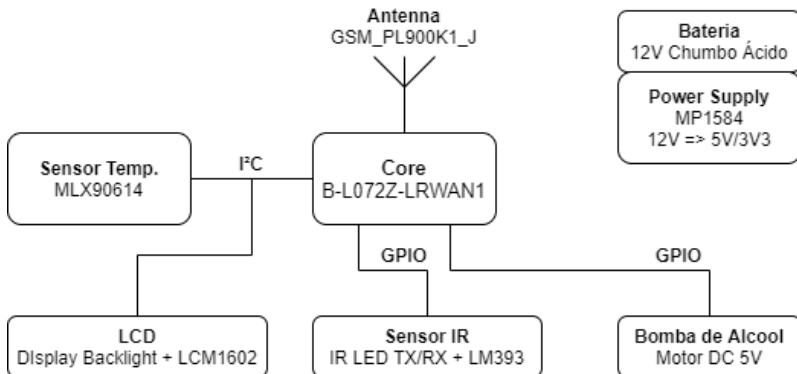 Antenna
GSM_PL900K1_J
Bateria
12V Chumbo Ácido
Power Supply
MP1584
12V => 5V/3V3
Sensor Temp.
MLX90614
I²C
Core
B-L072Z-LRWAN1
GPIO
GPIO
LCD
DIsplay Backlight + LCM1602
Sensor IR
IR LED TX/RX + LM393
Bomba de Alcool
Motor DC 5V